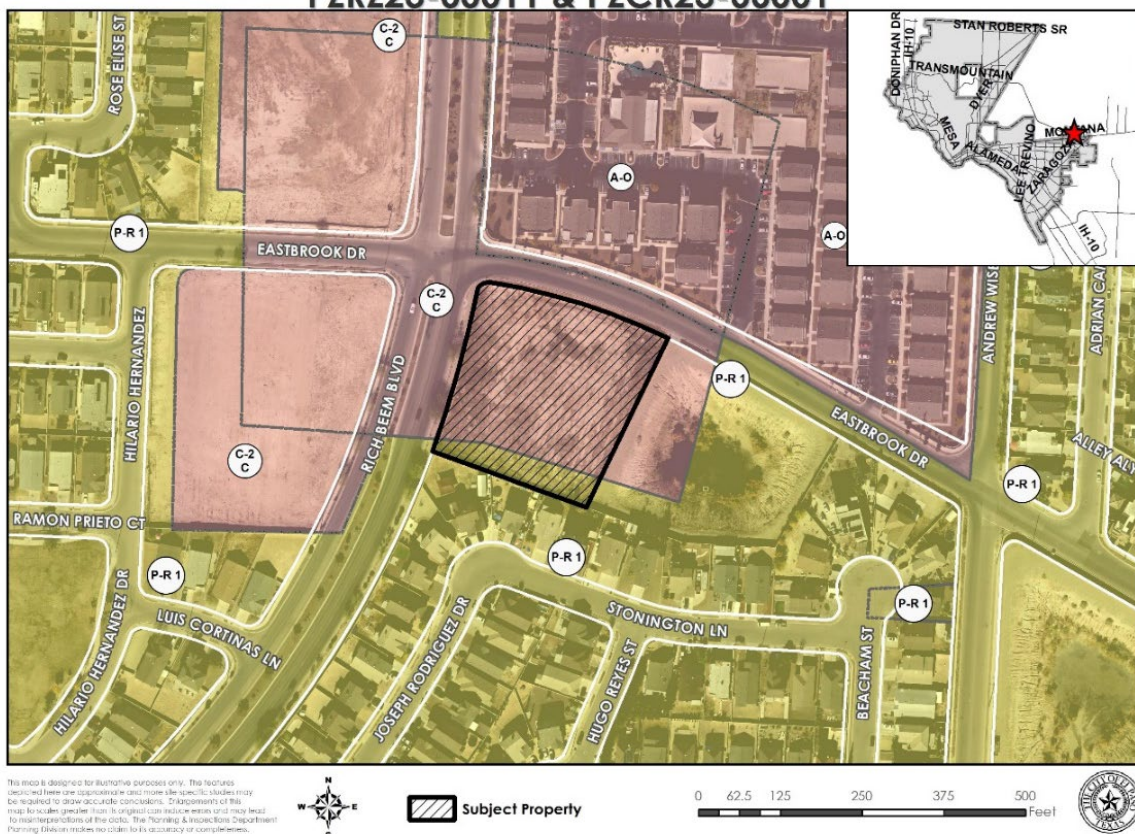 PZRZ23-00011 & PZCR23-00001
STAN ROBERTS SR
DONIPHAN DR
IH-10
TRANSMOUNTAIN
DYER
MESA
MONTANA
ALAMEDA
LEE TREVINO
ZARAGOZA
IH-10
ROSE ELISE ST
C-2
C
A-O
A-O
P-R 1
EASTBROOK DR
C-2
C
HILARIO HERNANDEZ
RICH BEEM BLVD
P-R 1
EASTBROOK DR
ADRIAN
ALLEY
C-2
C
P-R 1
RAMON PRIETO CT
P-R 1
P-R 1
P-R 1
HILARIO HERNANDEZ DR
LUIS CORTINAS LN
JOSEPH RODRIGUEZ DR
STONINGTON LN
HUGO REYES ST
BEACHAM ST
This map is designed for illustrative purposes only. The features
depicted here are approximate and more site-specific studies may
be required to draw accurate conclusions. Enlargements of this
map to scales greater than its original can induce errors and may lead
to misinterpretations of the data. The Planning & Inspections Department
Planning Division makes no claim to its accuracy or completeness.
N
W
E
S
Subject Property
0 62.5 125 250 375 500
Feet